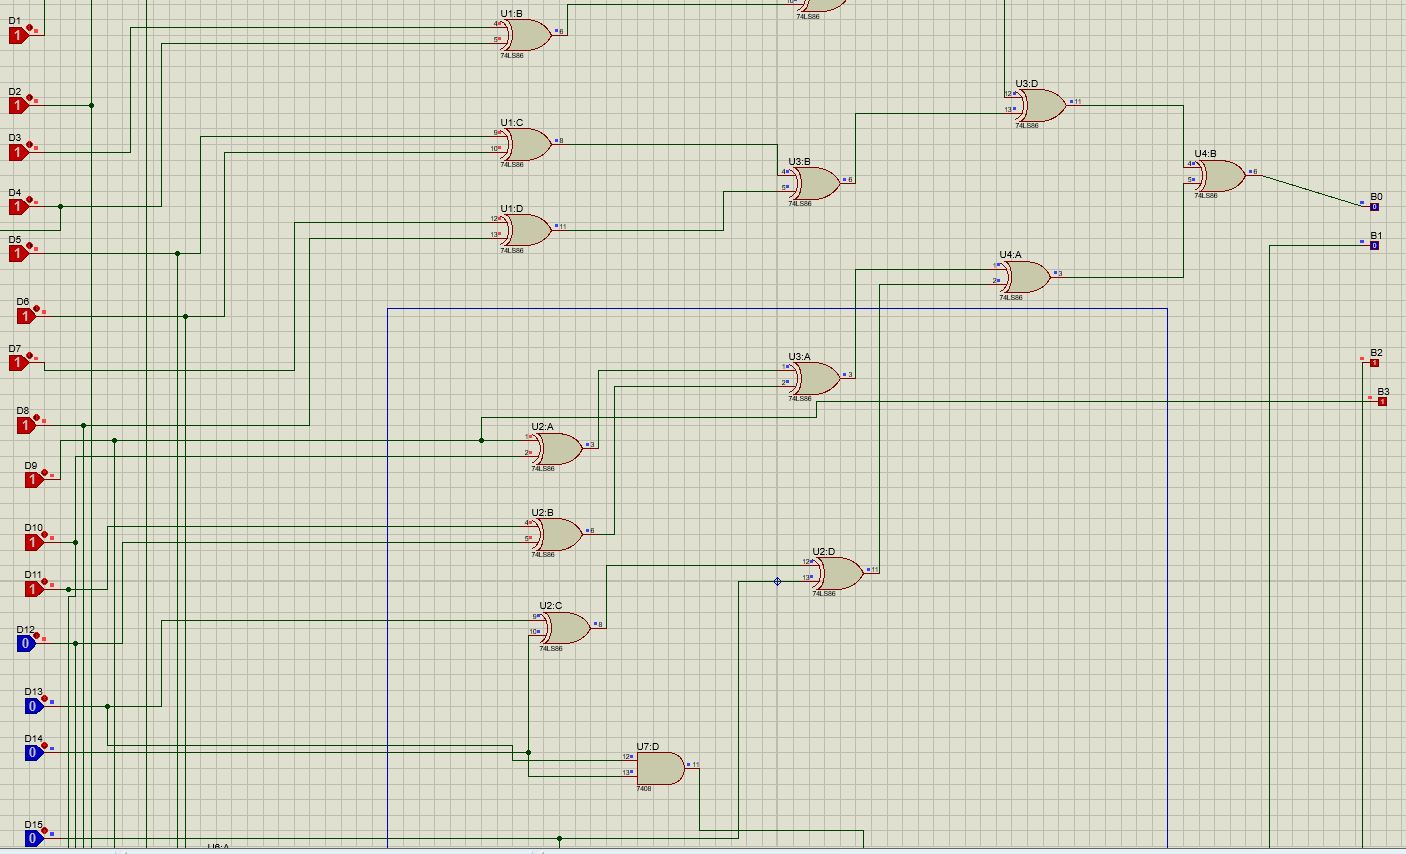 D1
1
U1:B
4
5
6
74LS86
10
74LS86
D2
1
U3:D
12
13
11
74LS86
D3
1
U1:C
9
10
8
74LS86
U3:B
4
5
6
74LS86
U4:B
4
5
6
74LS86
D4
1
U1:D
12
13
11
74LS86
B0
0
B1
0
D5
1
U4:A
1
2
3
74LS86
D6
1
D7
1
U3:A
1
2
3
74LS86
B2
1
B3
1
D8
1
U2:A
1
2
3
74LS86
D9
1
D10
1
U2:B
4
5
6
74LS86
D11
1
U2:D
12
13
11
74LS86
D12
0
U2:C
9
10
8
74LS86
D13
0
D14
0
U7:D
12
13
11
7408
D15
0
U6:A